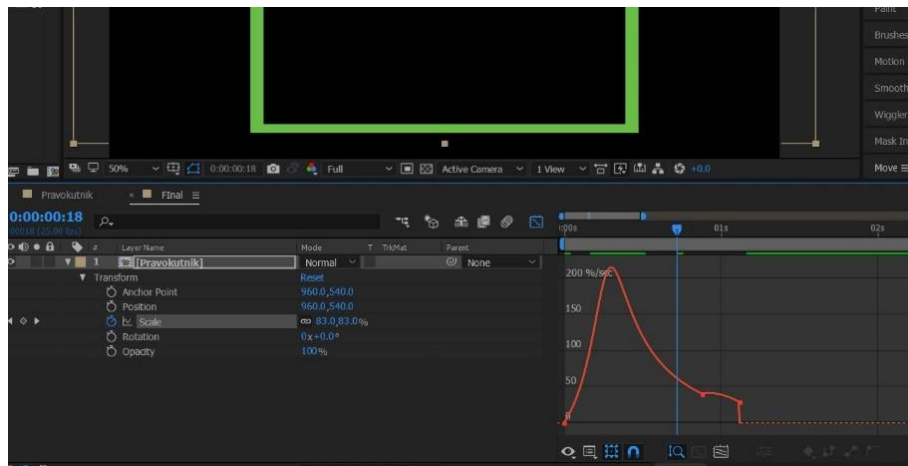 Paint
Brushes
Motion
Smooth
Wiggler
Mask In
50% 0:00:00:18 Full Active Camera 1 View +0.0 Move
Pravokutnik × FInal
0:00:00:18
00018 (25.00 fps)
:00s 01s 02s
# Layer Name Mode T TrkMat Parent
1 [Pravokutnik] Normal None
Transform Reset
Anchor Point 960.0,540.0
Position 960.0,540.0
Scale 83.0,83.0%
Rotation 0x+0.0°
Opacity 100%
200 %/sec
150
100
50
0